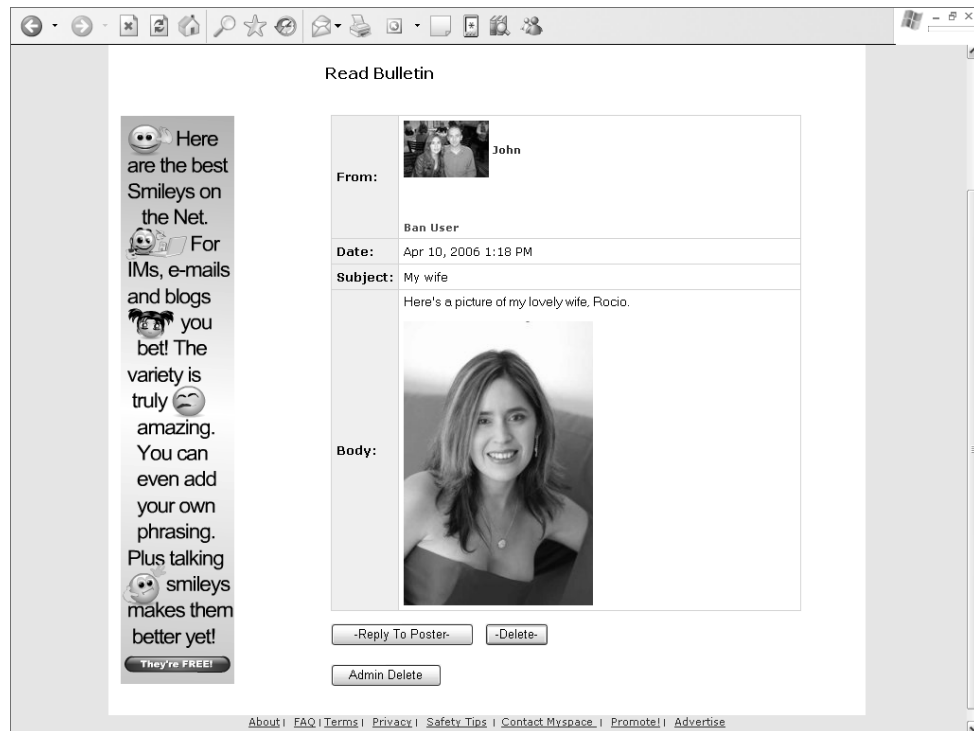 Read Bulletin
Here
are the best
Smileys on
the Net.
For
IMs, e-mails
and blogs
you
bet! The
variety is
truly
amazing.
You can
even add
your own
phrasing.
Plus talking
smileys
makes them
better yet!
They're FREE!
From:
John
Ban User
Date: Apr 10, 2006 1:18 PM
Subject: My wife
Body:
Here's a picture of my lovely wife, Rocio.
-Reply To Poster- -Delete-
Admin Delete
About | FAQ | Terms | Privacy | Safety Tips | Contact Myspace | Promote! | Advertise